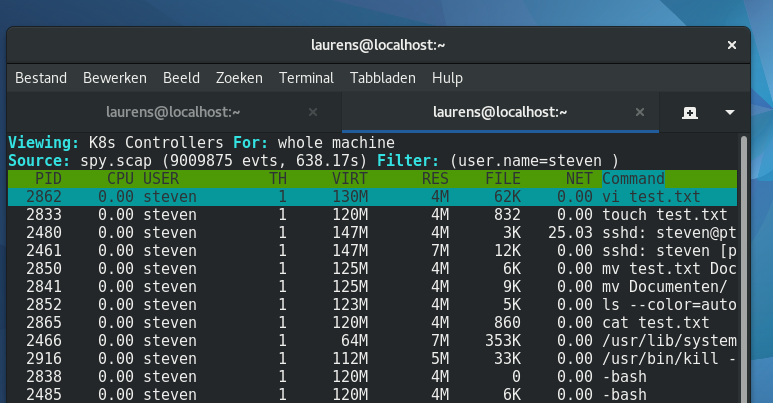 laurens@localhost:~ ×
Bestand Bewerken Beeld Zoeken Terminal Tabbladen Hulp
laurens@localhost:~ × laurens@localhost:~ ×
Viewing: K8s Controllers For: whole machine
Source: spy.scap (9009875 evts, 638.17s) Filter: (user.name=steven )
PID CPU USER TH VIRT RES FILE NET Command
2862 0.00 steven 1 130M 4M 62K 0.00 vi test.txt
2833 0.00 steven 1 120M 4M 832 0.00 touch test.txt
2480 0.00 steven 1 147M 4M 3K 25.03 sshd: steven@pt
2461 0.00 steven 1 147M 7M 12K 0.00 sshd: steven [p
2850 0.00 steven 1 125M 4M 6K 0.00 mv test.txt Doc
2841 0.00 steven 1 125M 4M 9K 0.00 mv Documenten/
2852 0.00 steven 1 123M 4M 5K 0.00 ls --color=auto
2865 0.00 steven 1 120M 4M 860 0.00 cat test.txt
2466 0.00 steven 1 64M 7M 353K 0.00 /usr/lib/system
2916 0.00 steven 1 112M 5M 33K 0.00 /usr/bin/kill -
2838 0.00 steven 1 120M 4M 0 0.00 -bash
2485 0.00 steven 1 120M 4M 6K 0.00 -bash